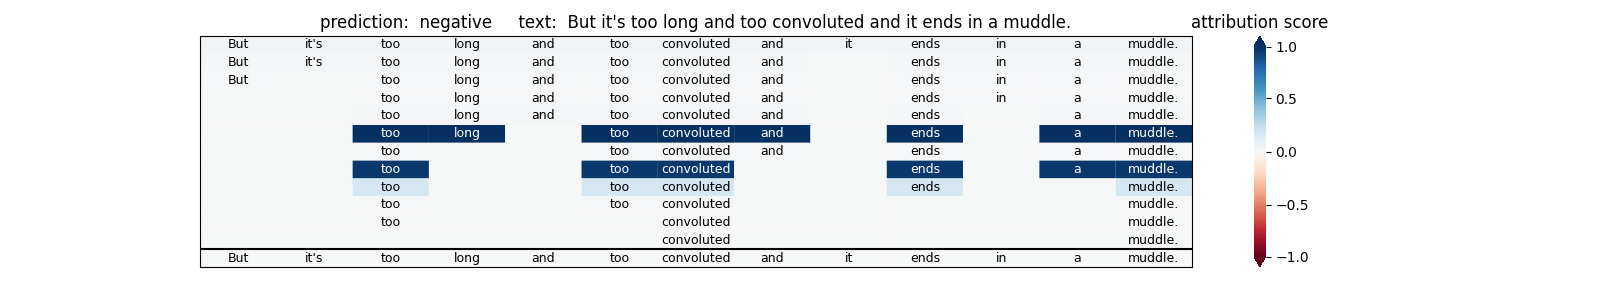 prediction:  negative     text:  But it's too long and too convoluted and it ends in a muddle.     attribution score
But it's too long and too convoluted and it ends in a muddle. 1.0
But it's too long and too convoluted and ends in a muddle.
But too long and too convoluted and ends in a muddle.
too long and too convoluted and ends in a muddle. 0.5
too long and too convoluted and ends a muddle.
too long too convoluted and ends a muddle.
too too convoluted and ends a muddle. 0.0
too too convoluted ends a muddle.
too too convoluted ends muddle.
too too convoluted muddle. −0.5
too convoluted muddle.
convoluted muddle.
But it's too long and too convoluted and it ends in a muddle. −1.0